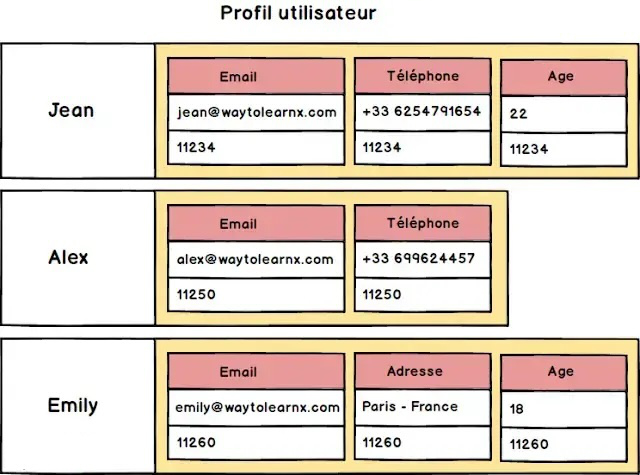 Profil utilisateur
Jean
Email Téléphone Age
jean@waytolearnx.com +33 6254791654 22
11234 11234 11234
Alex
Email Téléphone
alex@waytolearnx.com +33 699624457
11250 11250
Emily
Email Adresse Age
emily@waytolearnx.com Paris - France 18
11260 11260 11260